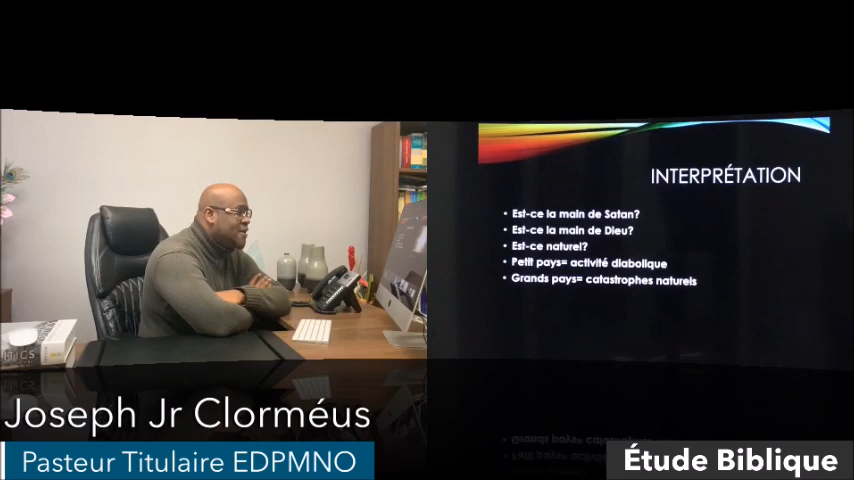 INTERPRÉTATION
• Est-ce la main de Satan?
• Est-ce la main de Dieu?
• Est-ce naturel?
• Petit pays= activité diabolique
• Grands pays= catastrophes naturels
Joseph Jr Clorméus
Pasteur Titulaire EDPMNO
Étude Biblique